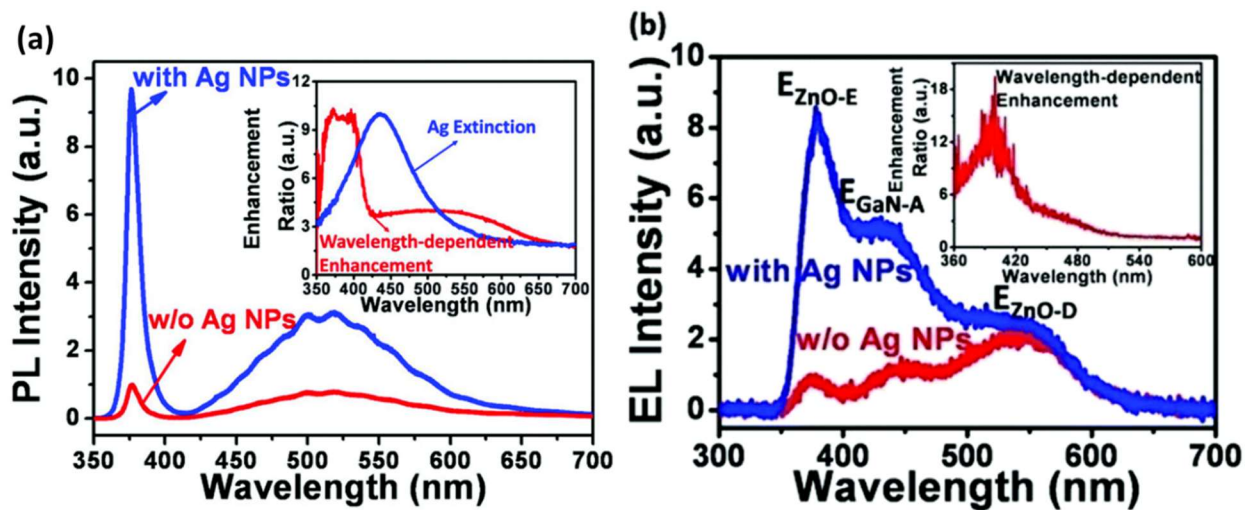 (a)
PL Intensity (a.u.)
10
8
6
4
2
0
with Ag NPs
w/o Ag NPs
350 400 450 500 550 600 650 700
Wavelength (nm)
Enhancement
Ratio (a.u.)
12
9
6
3
0
Ag Extinction
Wavelength-dependent
Enhancement
350 400 450 500 550 600 650 700
Wavelength (nm)
(b)
EL Intensity (a.u.)
10
8
6
4
2
0
EZnO-E
EGaN-A
with Ag NPs
EZnO-D
w/o Ag NPs
300 400 500 600 700
Wavelength (nm)
Enhancement
Ratio (a.u.)
18
12
6
0
Wavelength-dependent
Enhancement
360 420 480 540 600
Wavelength (nm)